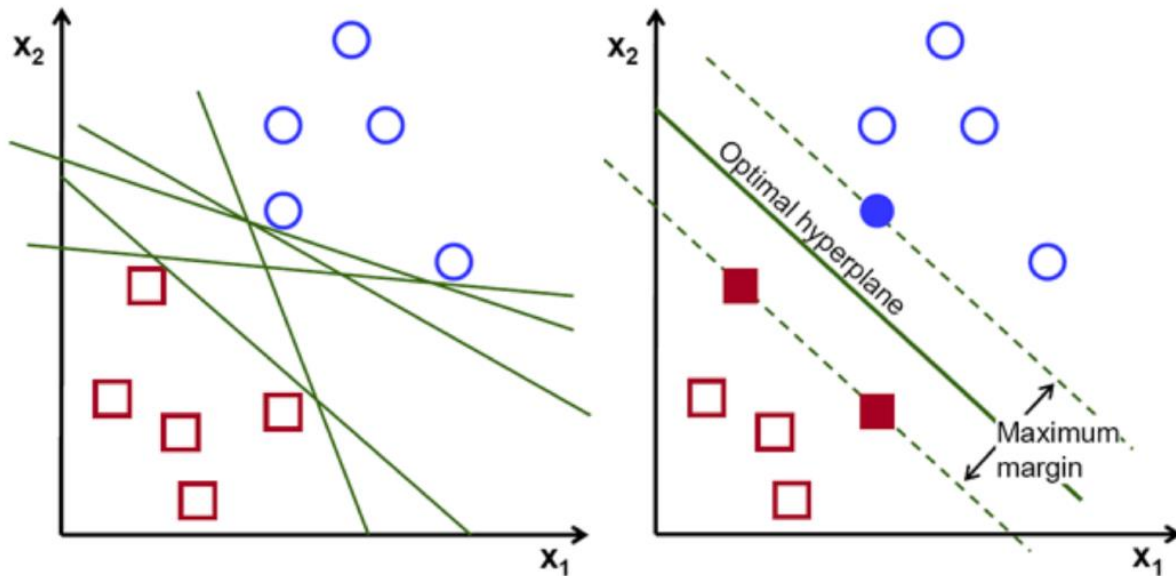 x₂
x₁
x₂
Optimal hyperplane
Maximum
margin
x₁